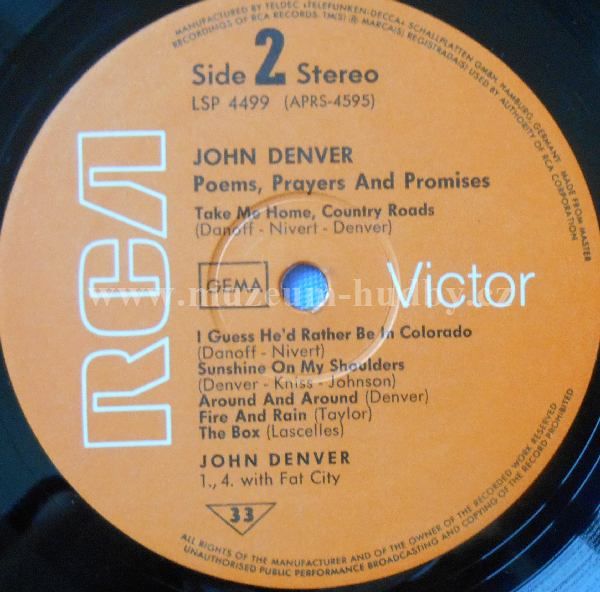 MANUFACTURED BY TELDEC »TELEFUNKEN-DECCA« SCHALLPLATTEN GMBH, HAMBURG, GERMANY MADE FROM MASTER
RECORDINGS OF RCA RECORDS. TM(S) ® MARCA(S) REGISTRADA(S) USED BY AUTHORITY OF RCA CORPORATION
Side 2 Stereo
LSP 4499 (APRS-4595)
JOHN DENVER
Poems, Prayers And Promises
Take Me Home, Country Roads
(Danoff - Nivert - Denver)
RCA
GEMA
Victor
www.muzeum-hudby.cz
I Guess He'd Rather Be In Colorado
(Danoff - Nivert)
Sunshine On My Shoulders
(Denver - Kniss - Johnson)
Around And Around (Denver)
Fire And Rain (Taylor)
The Box (Lascelles)
JOHN DENVER
1., 4. with Fat City
33
ALL RIGHTS OF THE MANUFACTURER AND OF THE OWNER OF THE RECORDED WORK RESERVED
UNAUTHORISED PUBLIC PERFORMANCE BROADCASTING AND COPYING OF THE RECORD PROHIBITED